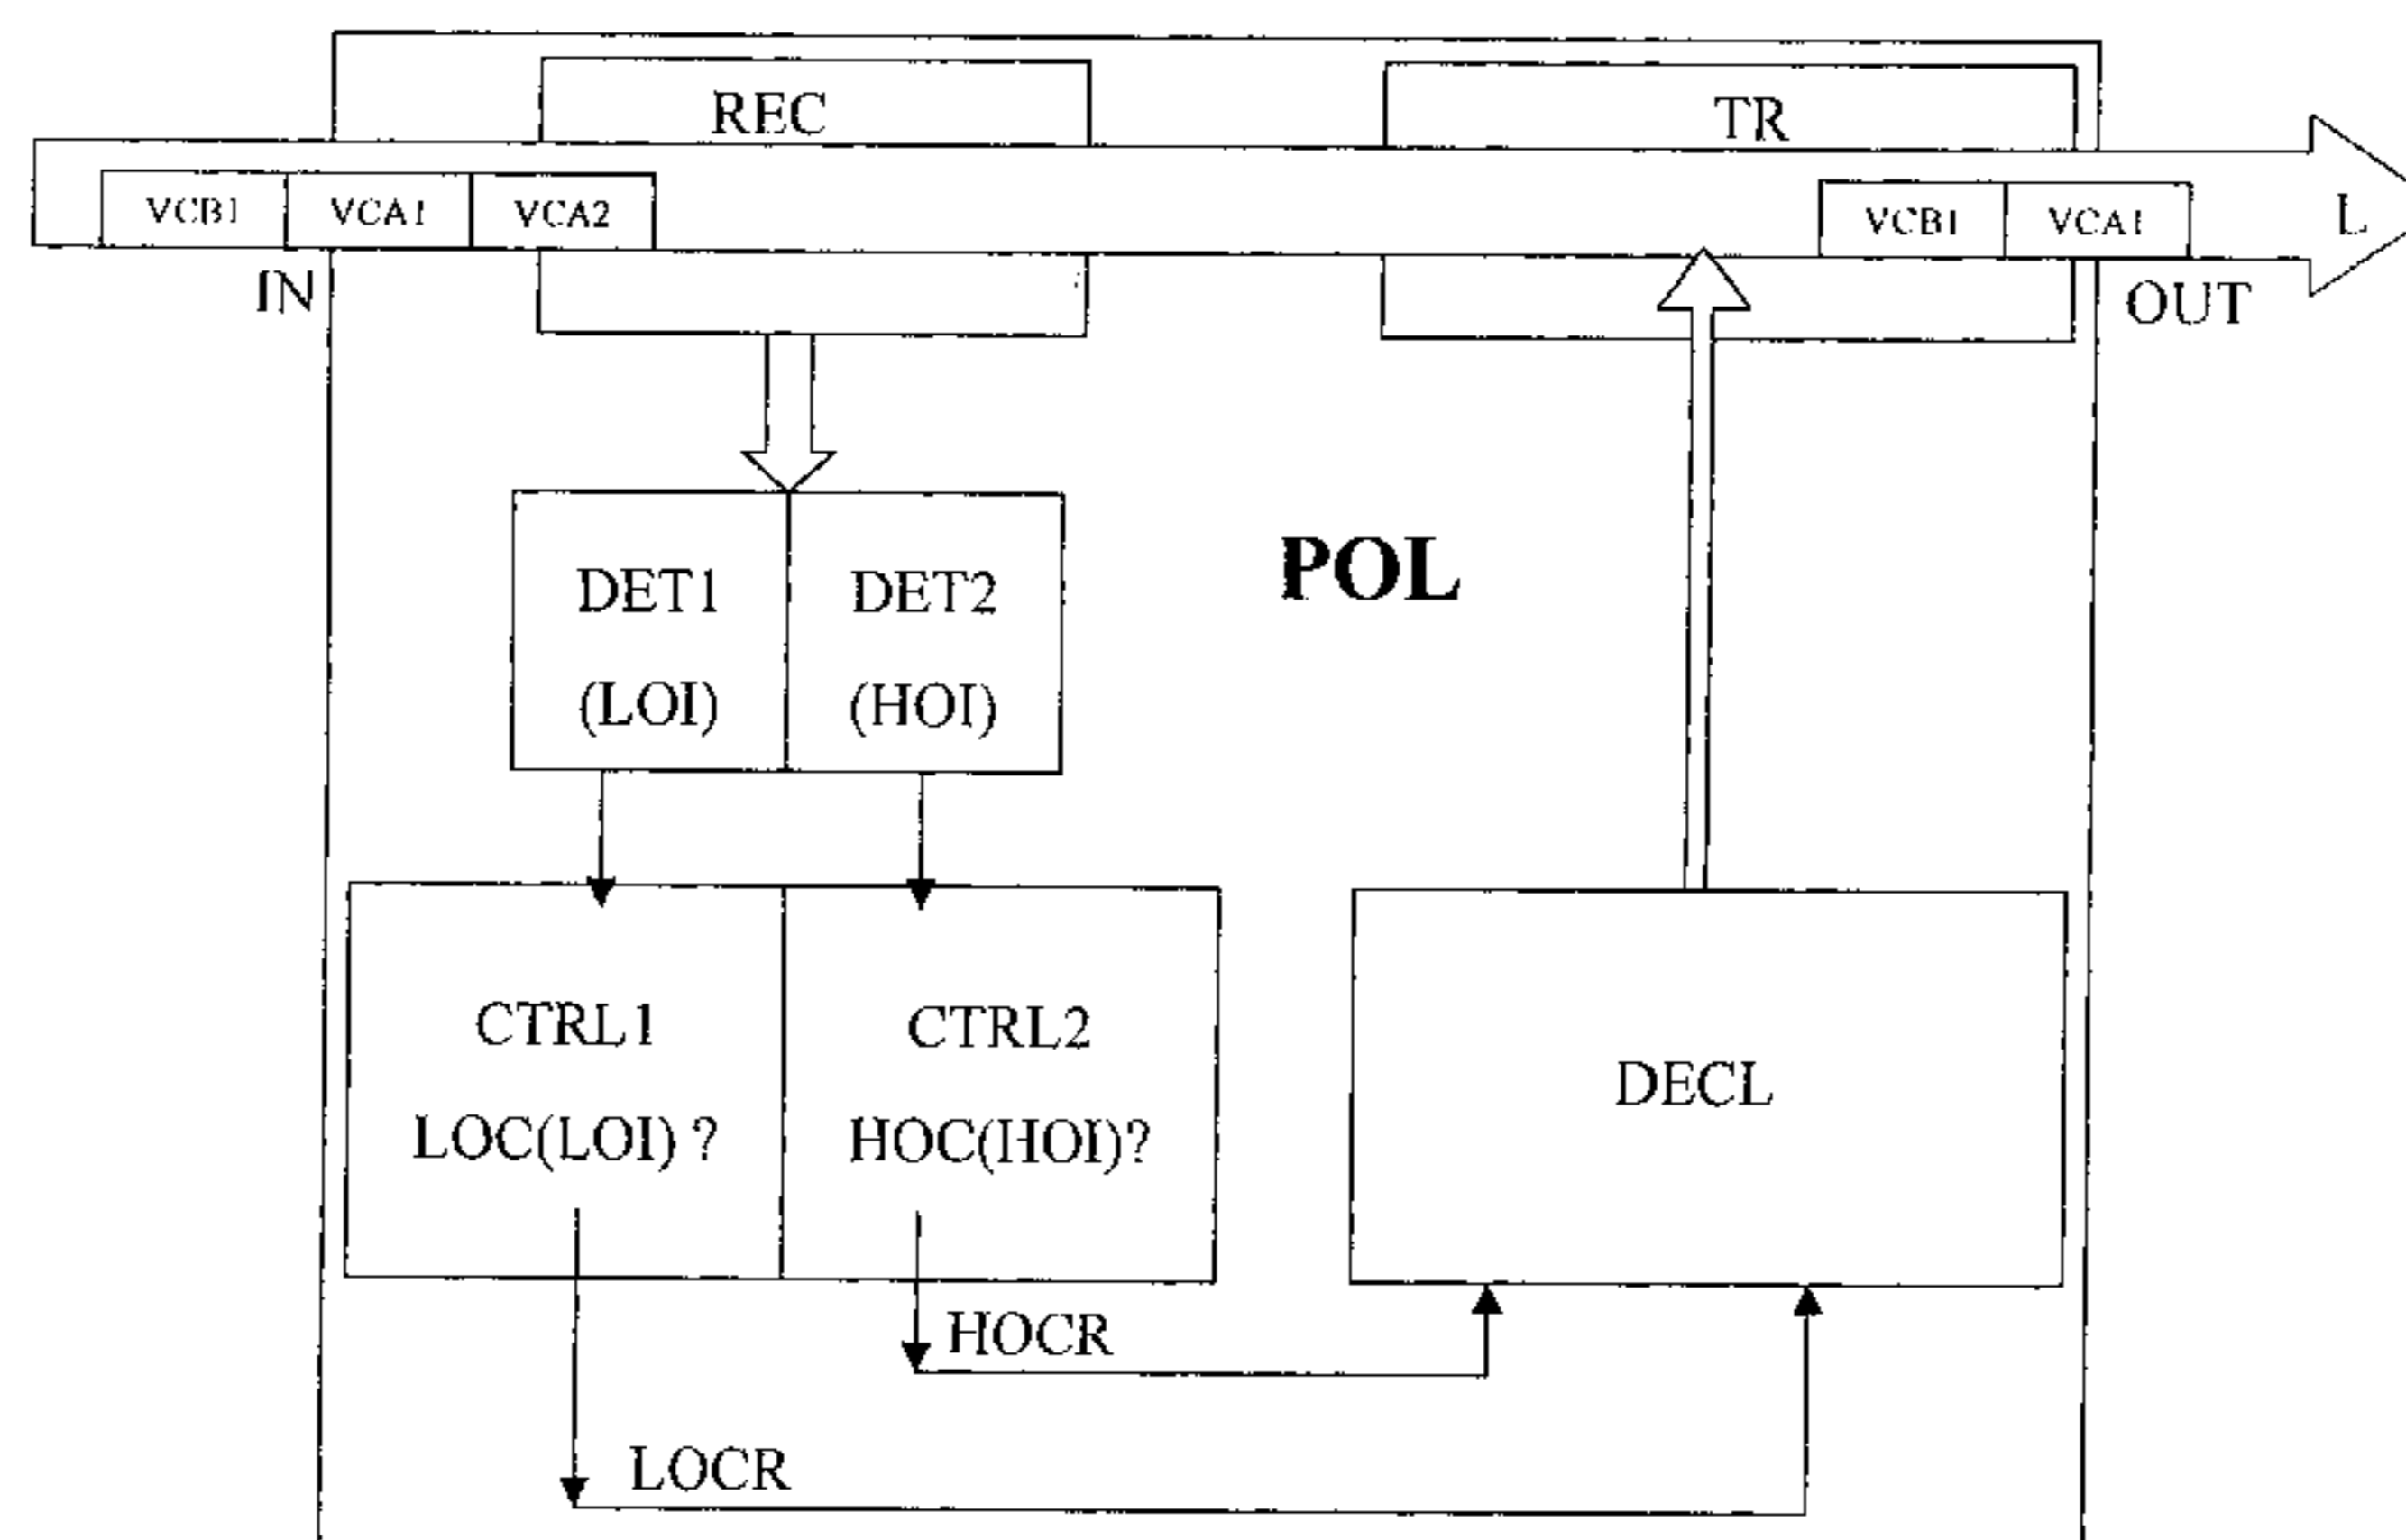 REC
TR
VCB1 VCA1 VCA2
VCB1 VCA1
L
IN
OUT
DET1
(LOI)
DET2
(HOI)
POL
CTRL1
LOC(LOI) ?
CTRL2
HOC(HOI)?
DECL
HOCR
LOCR